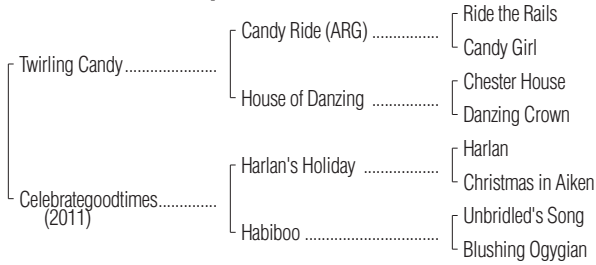 Ride the Rails
Candy Ride (ARG) ................
Candy Girl
Twirling Candy ......................
Chester House
House of Danzing ................
Danzing Crown
Harlan
Harlan's Holiday ..................
Christmas in Aiken
Celebrategoodtimes..............
(2011)
Unbridled's Song
Habiboo ................................
Blushing Ogygian